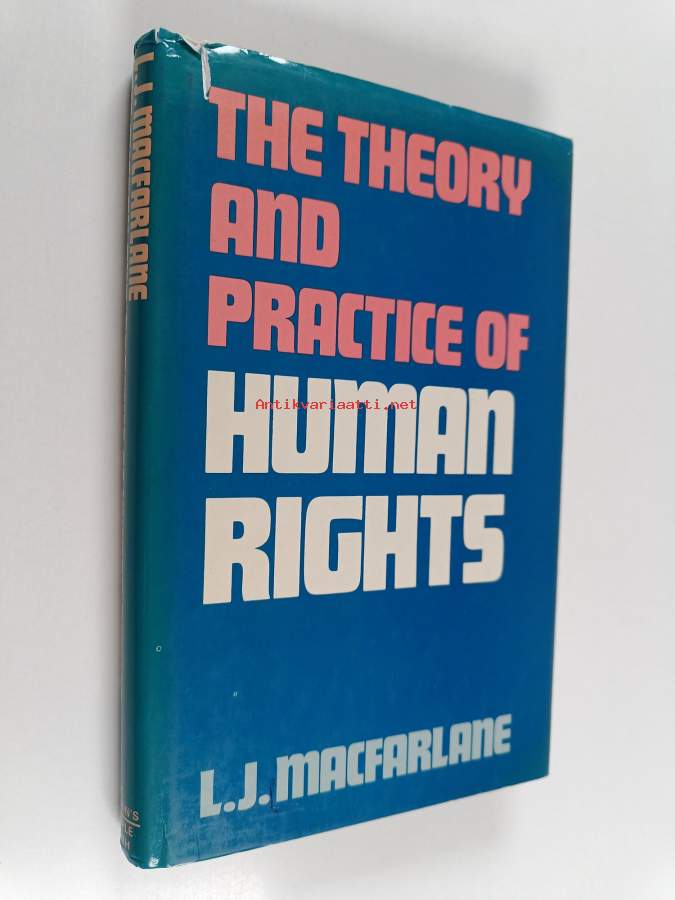 L.J. MACFARLANE
THE THEORY
AND
PRACTICE OF
HUMAN
RIGHTS
L.J. MACFARLANE
Antikvariaatti.net